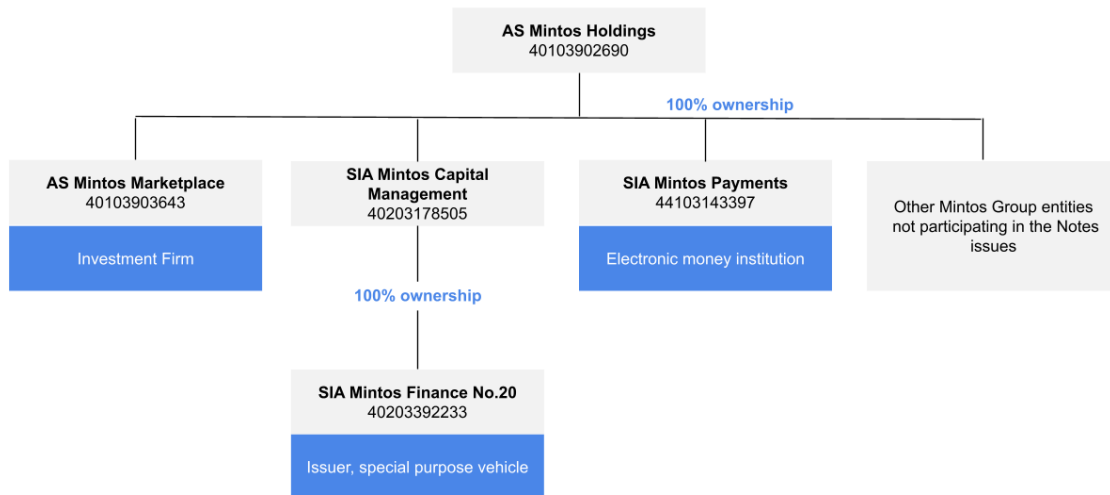 AS Mintos Holdings
40103902690
100% ownership
AS Mintos Marketplace
40103903643
Investment Firm
SIA Mintos Capital
Management
40203178505
SIA Mintos Payments
44103143397
Electronic money institution
Other Mintos Group entities
not participating in the Notes
issues
100% ownership
SIA Mintos Finance No.20
40203392233
Issuer, special purpose vehicle